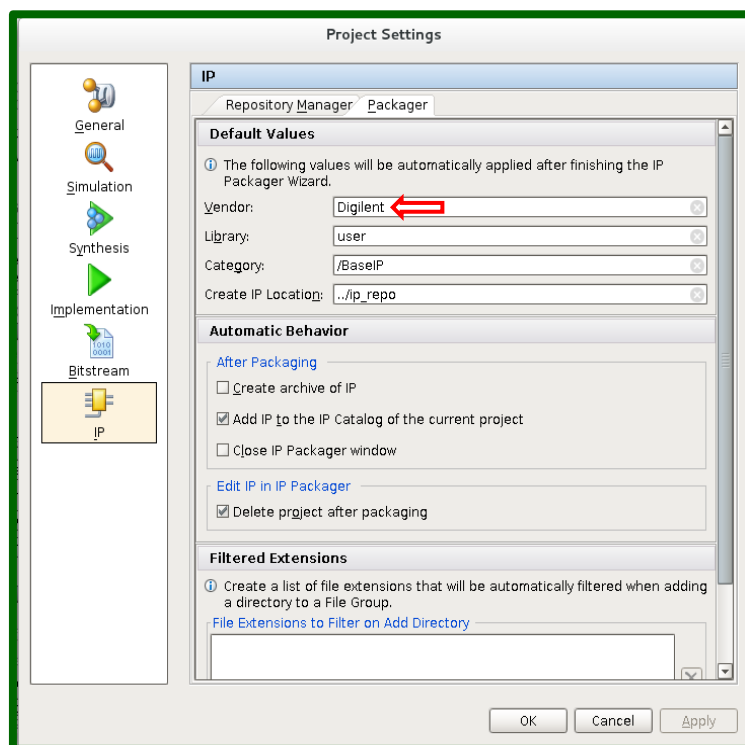 Project Settings
General
Simulation
Synthesis
Implementation
1010
0001
Bitstream
IP
IP
Repository Manager
Packager
Default Values
The following values will be automatically applied after finishing the IP
Packager Wizard.
Vendor: Digilent
Library: user
Category: /BaseIP
Create IP Location: ../ip_repo
Automatic Behavior
After Packaging
Create archive of IP
Add IP to the IP Catalog of the current project
Close IP Packager window
Edit IP in IP Packager
Delete project after packaging
Filtered Extensions
Create a list of file extensions that will be automatically filtered when adding
a directory to a File Group.
File Extensions to Filter on Add Directory
OK
Cancel
Apply